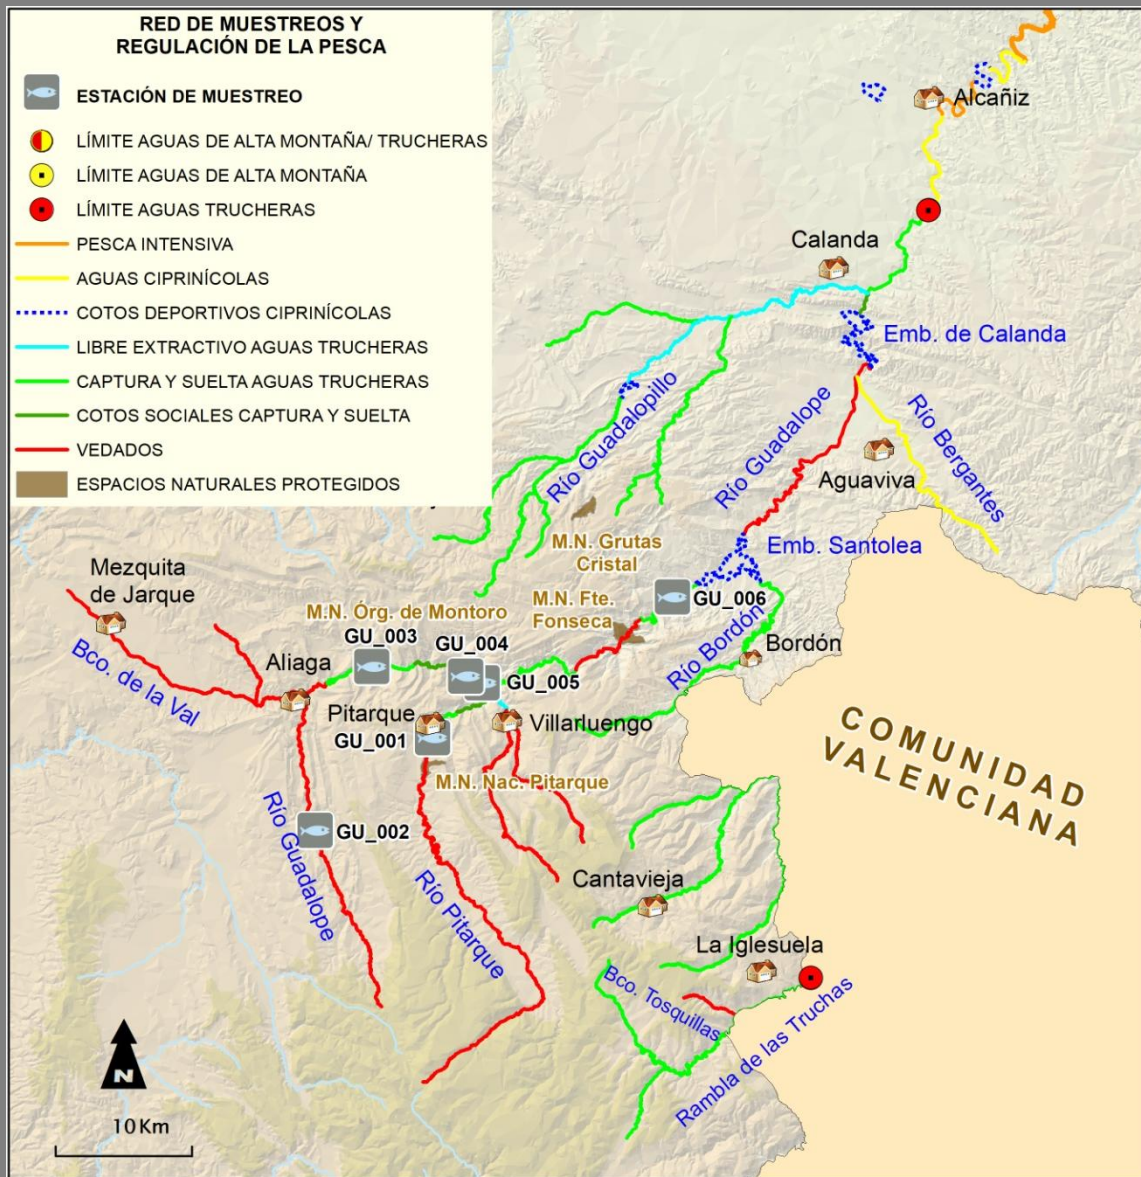 RED DE MUESTREOS Y
REGULACIÓN DE LA PESCA
ESTACIÓN DE MUESTREO
LÍMITE AGUAS DE ALTA MONTAÑA/ TRUCHERAS
LÍMITE AGUAS DE ALTA MONTAÑA
LÍMITE AGUAS TRUCHERAS
PESCA INTENSIVA
AGUAS CIPRINÍCOLAS
COTOS DEPORTIVOS CIPRINÍCOLAS
LIBRE EXTRACTIVO AGUAS TRUCHERAS
CAPTURA Y SUELTA AGUAS TRUCHERAS
COTOS SOCIALES CAPTURA Y SUELTA
VEDADOS
ESPACIOS NATURALES PROTEGIDOS
Alcañiz
Calanda
Emb. de Calanda
Río Guadalopillo
Río Guadalope
Río Bergantes
Aguaviva
M.N. Grutas
Cristal
Emb. Santolea
Mezquita
de Jarque
M.N. Órg. de Montoro
M.N. Fte.
Fonseca
GU_006
GU_003
GU_004
Río Bordón
Bordón
Bco. de la Val
Aliaga
GU_005
Pitarque
Villarluengo
GU_001
M.N. Nac. Pitarque
COMUNIDAD
VALENCIANA
Río Guadalope
GU_002
Río Pitarque
Cantavieja
La Iglesuela
Bco. Tosquillas
Rambla de las Truchas
N
10 Km